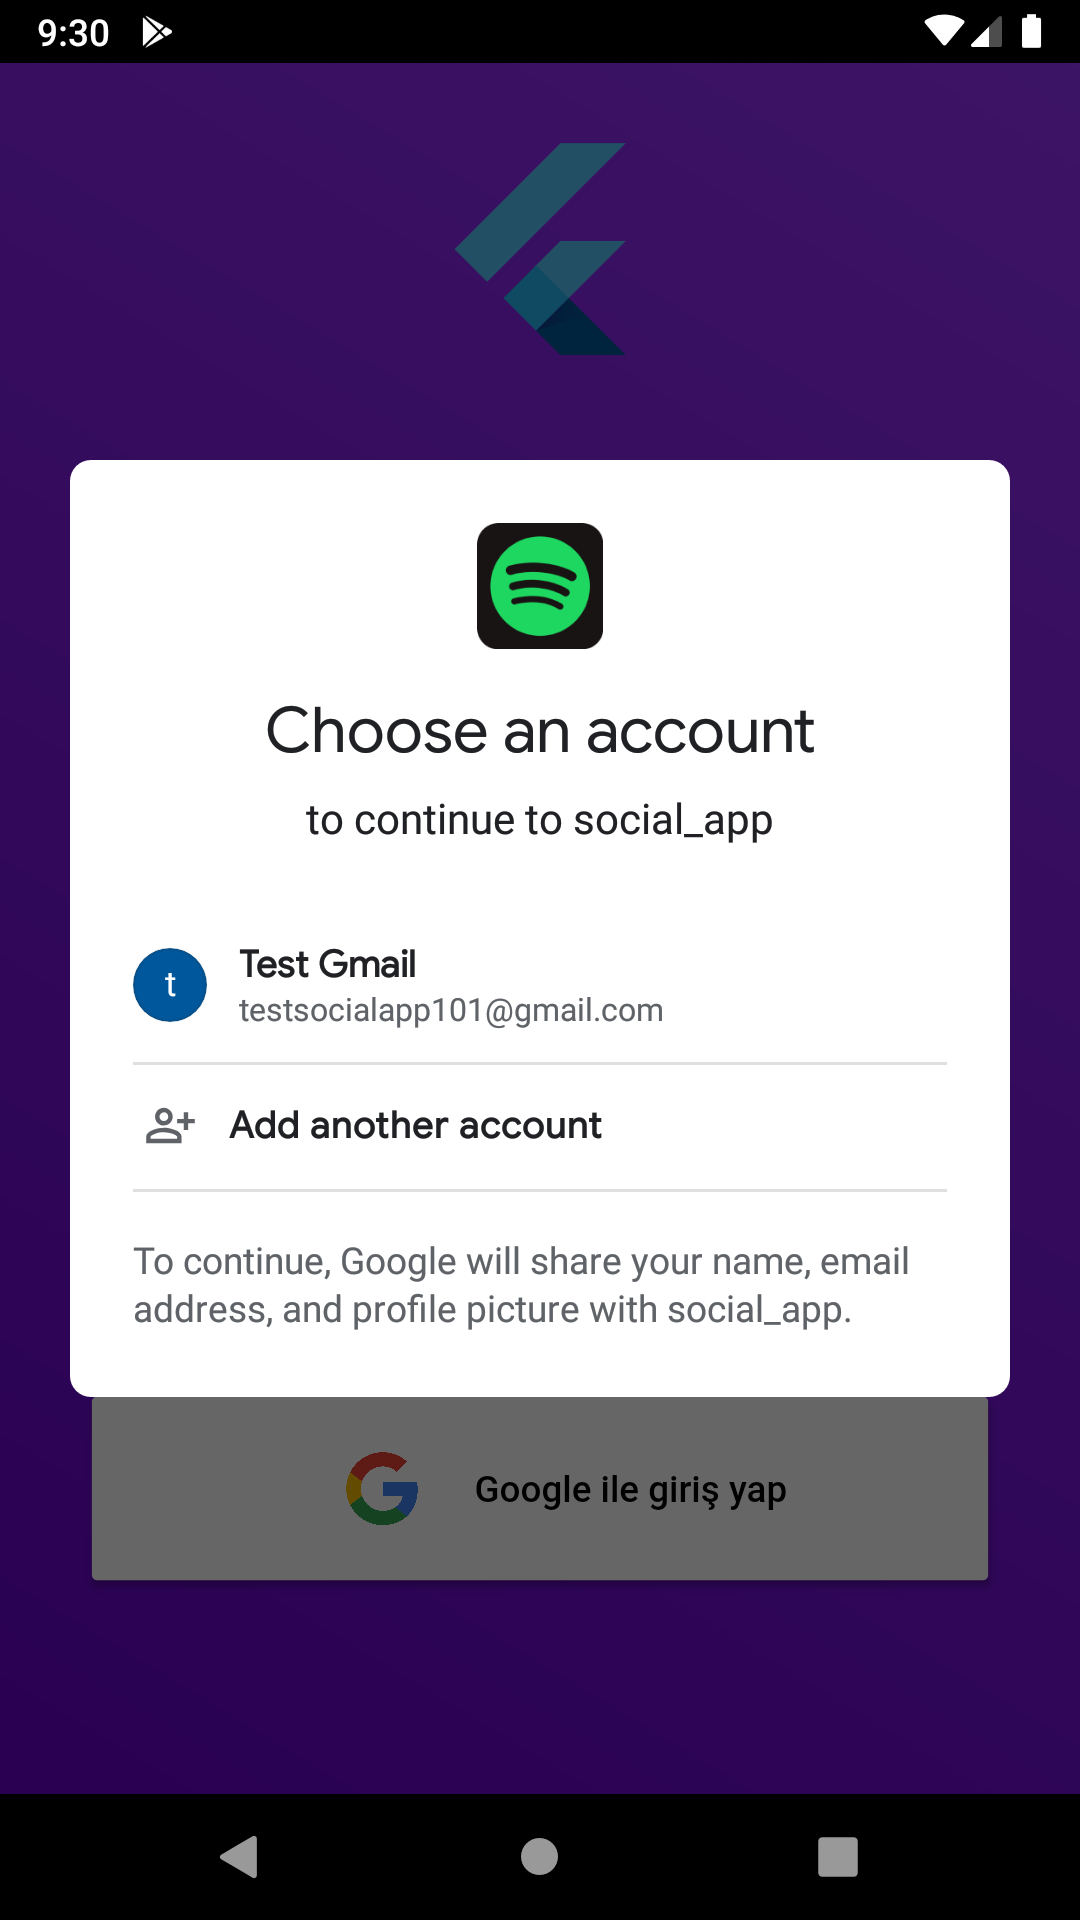 9:30
Choose an account
to continue to social_app
t
Test Gmail
testsocialapp101@gmail.com
Add another account
To continue, Google will share your name, email
address, and profile picture with social_app.
Google ile giriş yap